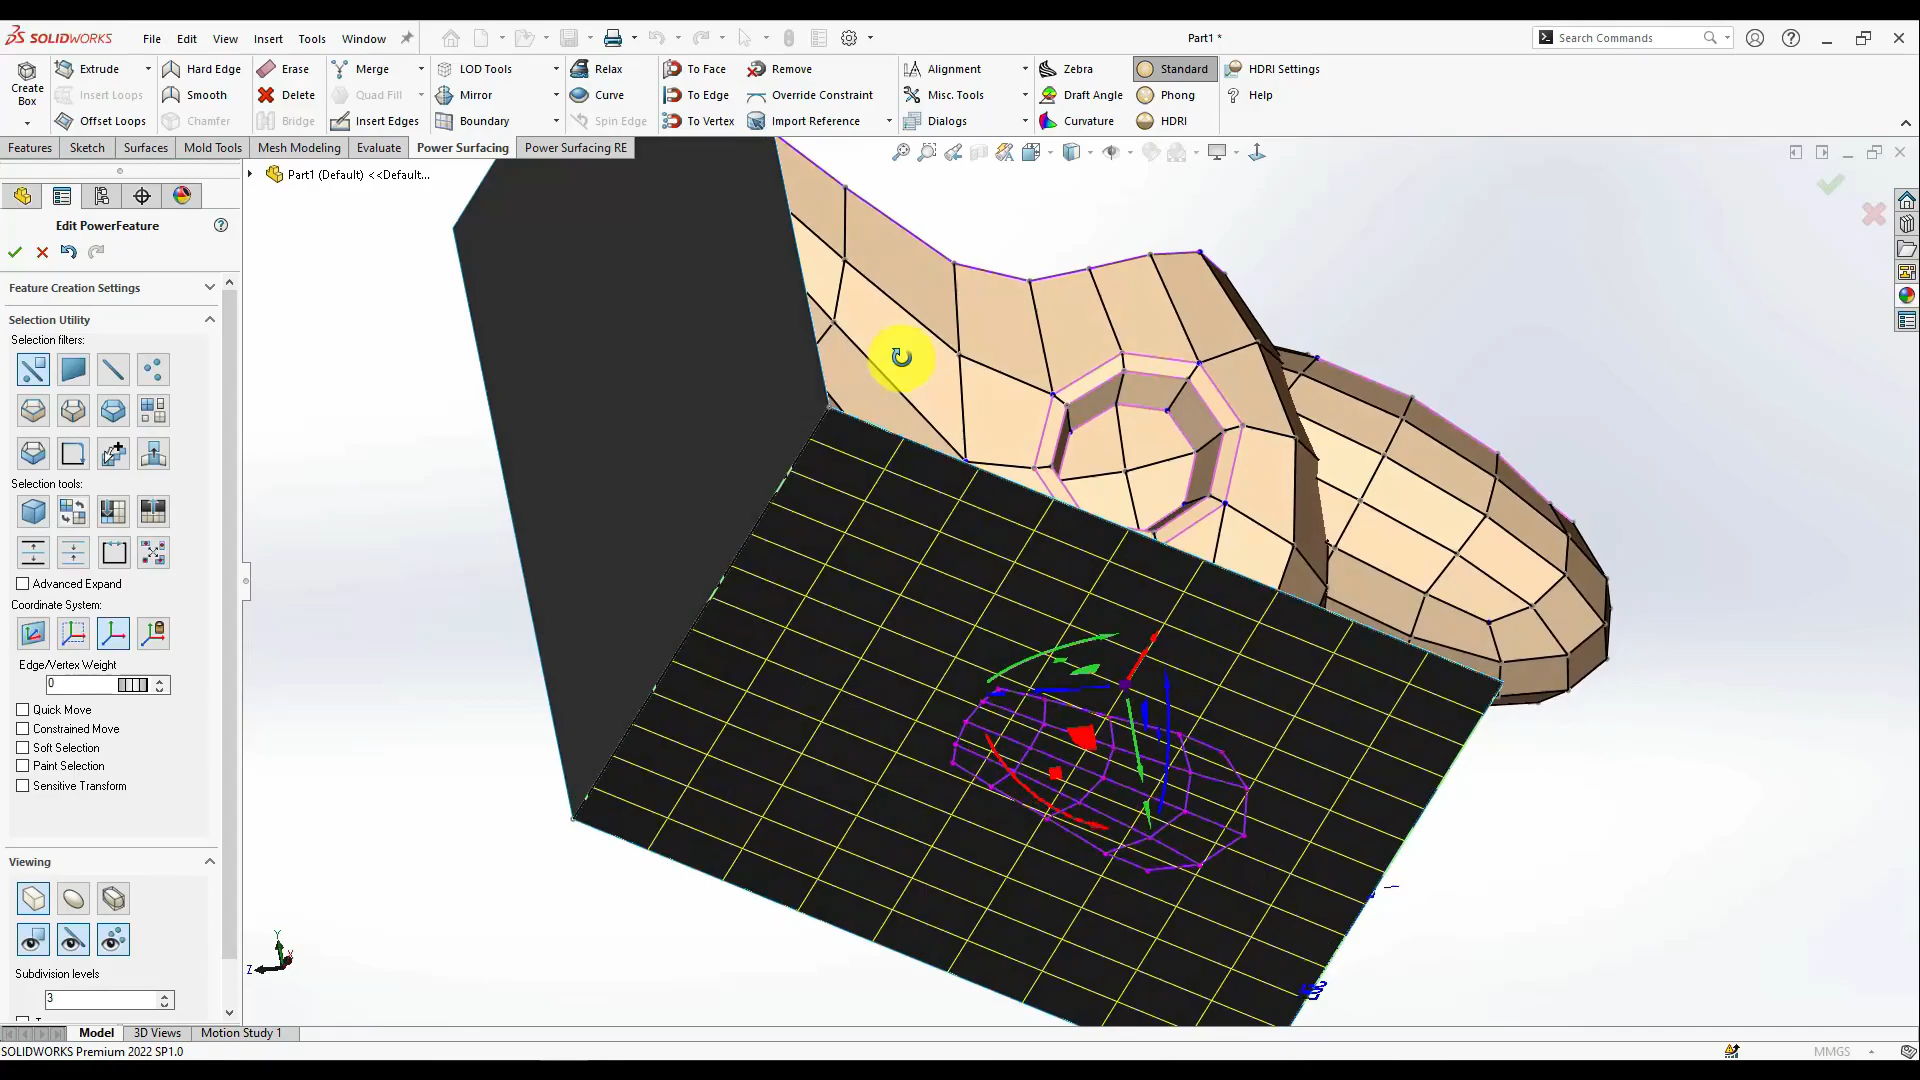 SOLIDWORKS
File
Edit
View
Insert
Tools
Window
Part1 *
Search Commands
Create
Box
Extrude
Insert Loops
Offset Loops
Hard Edge
Smooth
Chamfer
Erase
Delete
Bridge
Merge
Quad Fill
Insert Edges
LOD Tools
Mirror
Boundary
Relax
Curve
Spin Edge
To Face
To Edge
To Vertex
Remove
Override Constraint
Import Reference
Alignment
Misc. Tools
Dialogs
Zebra
Draft Angle
Curvature
Standard
Phong
HDRI
HDRI Settings
Help
Features
Sketch
Surfaces
Mold Tools
Mesh Modeling
Evaluate
Power Surfacing
Power Surfacing RE
Part1 (Default) <<Default...
Edit PowerFeature
Feature Creation Settings
Selection Utility
Selection filters:
Selection tools:
Advanced Expand
Coordinate System:
Edge/Vertex Weight
0
Quick Move
Constrained Move
Soft Selection
Paint Selection
Sensitive Transform
Viewing
Subdivision levels
3
Y
Z
X
Model
3D Views
Motion Study 1
SOLIDWORKS Premium 2022 SP1.0
MMGS